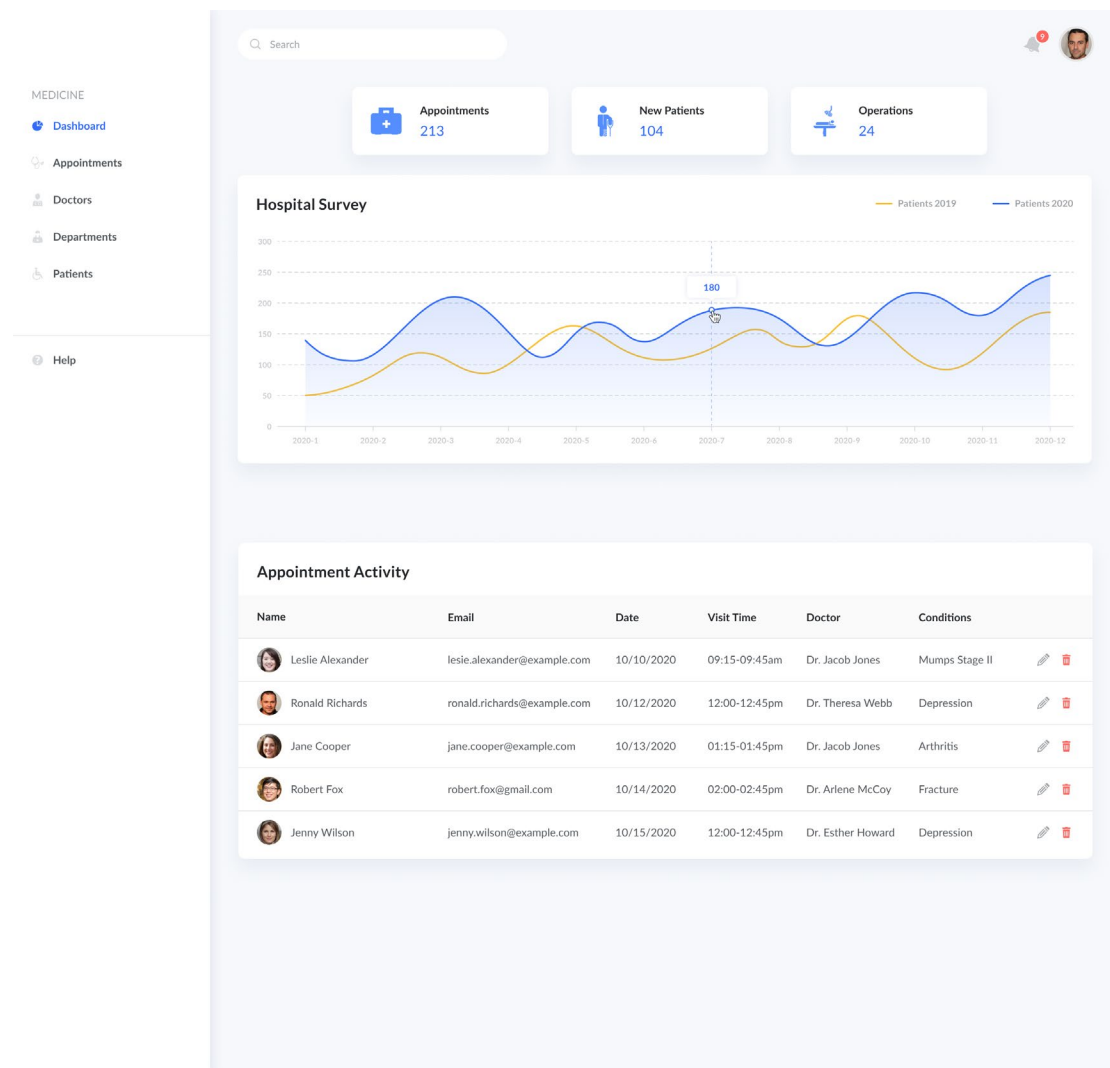 Search
9
MEDICINE
Dashboard
Appointments
Doctors
Departments
Patients
Help
Appointments
213
New Patients
104
Operations
24
Hospital Survey
Patients 2019 Patients 2020
300
250
200
150
100
50
0
180
2020-1 2020-2 2020-3 2020-4 2020-5 2020-6 2020-7 2020-8 2020-9 2020-10 2020-11 2020-12
Appointment Activity
Name Email Date Visit Time Doctor Conditions
Leslie Alexander lesie.alexander@example.com 10/10/2020 09:15-09:45am Dr. Jacob Jones Mumps Stage II
Ronald Richards ronald.richards@example.com 10/12/2020 12:00-12:45pm Dr. Theresa Webb Depression
Jane Cooper jane.cooper@example.com 10/13/2020 01:15-01:45pm Dr. Jacob Jones Arthritis
Robert Fox robert.fox@gmail.com 10/14/2020 02:00-02:45pm Dr. Arlene McCoy Fracture
Jenny Wilson jenny.wilson@example.com 10/15/2020 12:00-12:45pm Dr. Esther Howard Depression